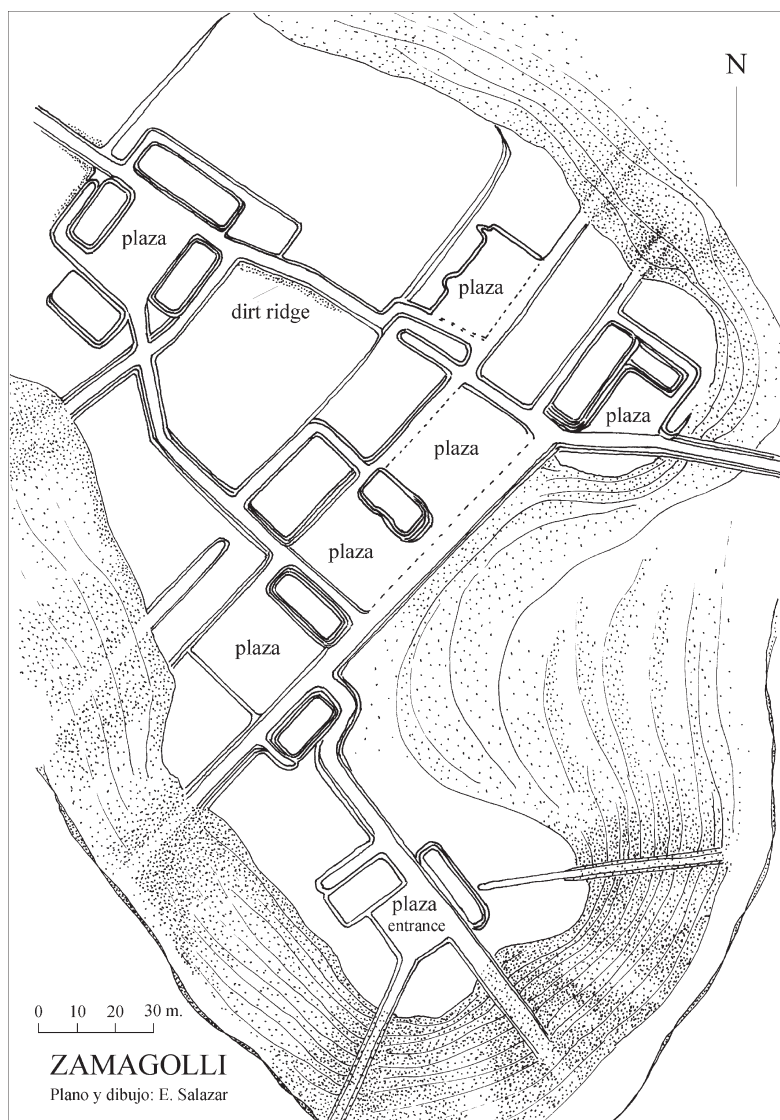 N
plaza
plaza
dirt ridge
plaza
plaza
plaza
plaza
plaza
entrance
0 10 20 30 m.
ZAMAGOLLI
Plano y dibujo: E. Salazar